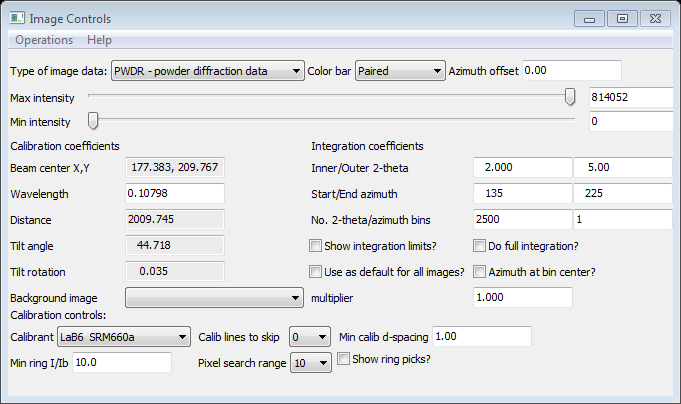 Image Controls
Operations Help
Type of image data: PWDR - powder diffraction data Color bar Paired Azimuth offset 0.00
Max intensity 814052
Min intensity 0
Calibration coefficients Integration coefficients
Beam center X,Y 177.383, 209.767 Inner/Outer 2-theta 2.000 5.00
Wavelength 0.10798 Start/End azimuth 135 225
Distance 2009.745 No. 2-theta/azimuth bins 2500 1
Tilt angle 44.718 Show integration limits? Do full integration?
Tilt rotation 0.035 Use as default for all images? Azimuth at bin center?
Background image multiplier 1.000
Calibration controls:
Calibrant LaB6 SRM660a Calib lines to skip 0 Min calib d-spacing 1.00
Min ring I/Ib 10.0 Pixel search range 10 Show ring picks?